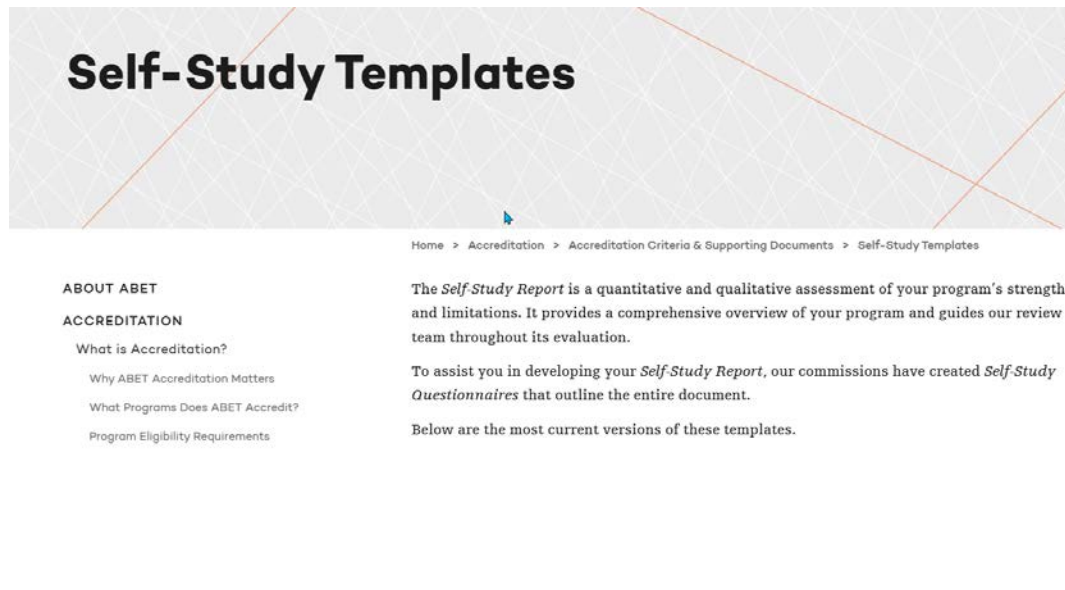 Self-Study Templates
Home > Accreditation > Accreditation Criteria & Supporting Documents > Self-Study Templates
ABOUT ABET
ACCREDITATION
What is Accreditation?
Why ABET Accreditation Matters
What Programs Does ABET Accredit?
Program Eligibility Requirements
The Self-Study Report is a quantitative and qualitative assessment of your program's strength
and limitations. It provides a comprehensive overview of your program and guides our review
team throughout its evaluation.
To assist you in developing your Self-Study Report, our commissions have created Self-Study
Questionnaires that outline the entire document.
Below are the most current versions of these templates.